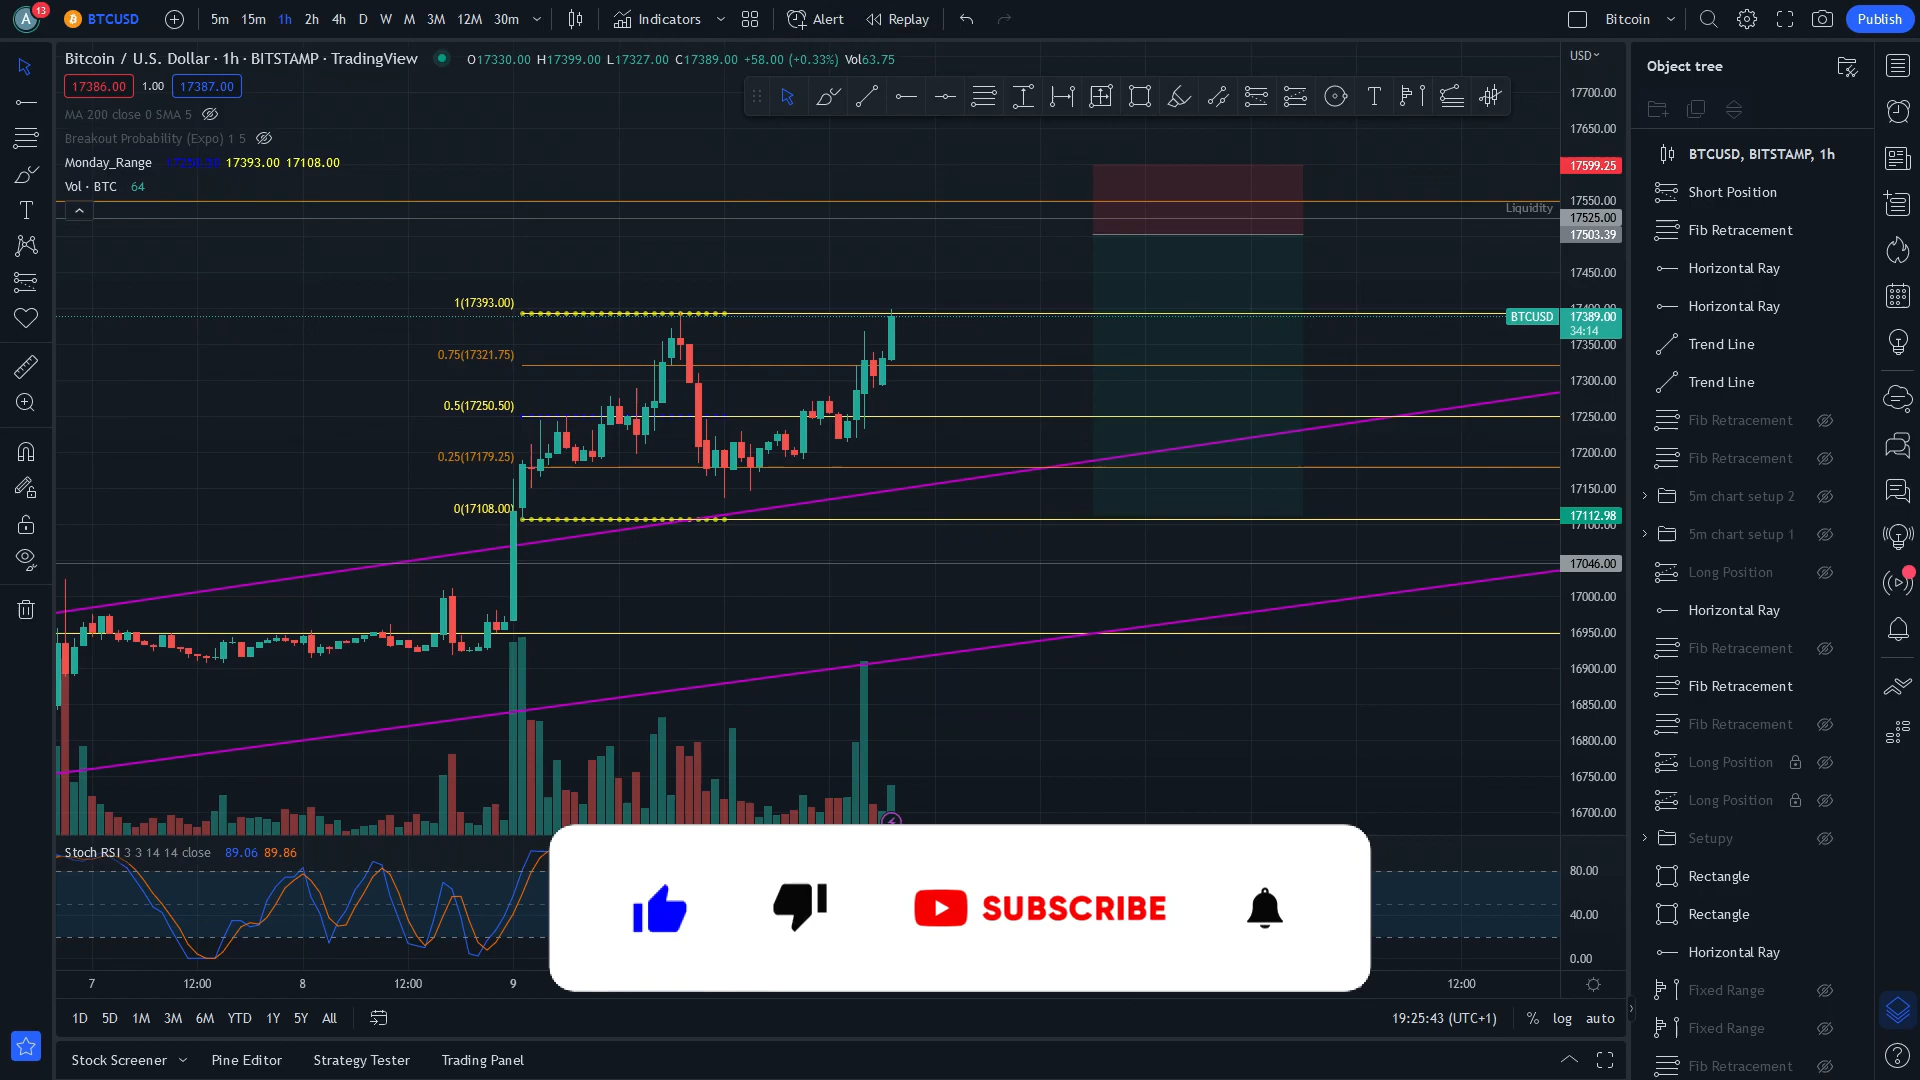 A 13 BTCUSD 5m 15m 1h 2h 4h D W M 3M 12M 30m Indicators Alert Replay Bitcoin Publish
Bitcoin / U.S. Dollar · 1h · BITSTAMP · TradingView O17330.00 H17399.00 L17327.00 C17389.00 +58.00 (+0.33%) Vol63.75
17386.00 1.00 17387.00
MA 200 close 0 SMA 5
Breakout Probability (Expo) 1 5
Monday_Range 17393.00 17108.00
Vol · BTC 64
USD
17700.00
17650.00
17599.25
17550.00
Liquidity
17525.00
17503.39
17450.00
17400.00
BTCUSD 17389.00
34:14
17350.00
17300.00
17250.00
17200.00
17150.00
17112.98
17100.00
17046.00
17000.00
16950.00
16900.00
16850.00
16800.00
16750.00
16700.00
1(17393.00)
0.75(17321.75)
0.5(17250.50)
0.25(17179.25)
0(17108.00)
Stoch RSI 3 3 14 14 close 89.06 89.86
80.00
40.00
0.00
SUBSCRIBE
7 12:00 8 12:00 9 12:00
1D 5D 1M 3M 6M YTD 1Y 5Y All 19:25:43 (UTC+1) % log auto
Stock Screener Pine Editor Strategy Tester Trading Panel
Object tree
BTCUSD, BITSTAMP, 1h
Short Position
Fib Retracement
Horizontal Ray
Horizontal Ray
Trend Line
Trend Line
Fib Retracement
Fib Retracement
5m chart setup 2
5m chart setup 1
Long Position
Horizontal Ray
Fib Retracement
Fib Retracement
Fib Retracement
Long Position
Long Position
Setupy
Rectangle
Rectangle
Horizontal Ray
Fixed Range
Fixed Range
Fib Retracement